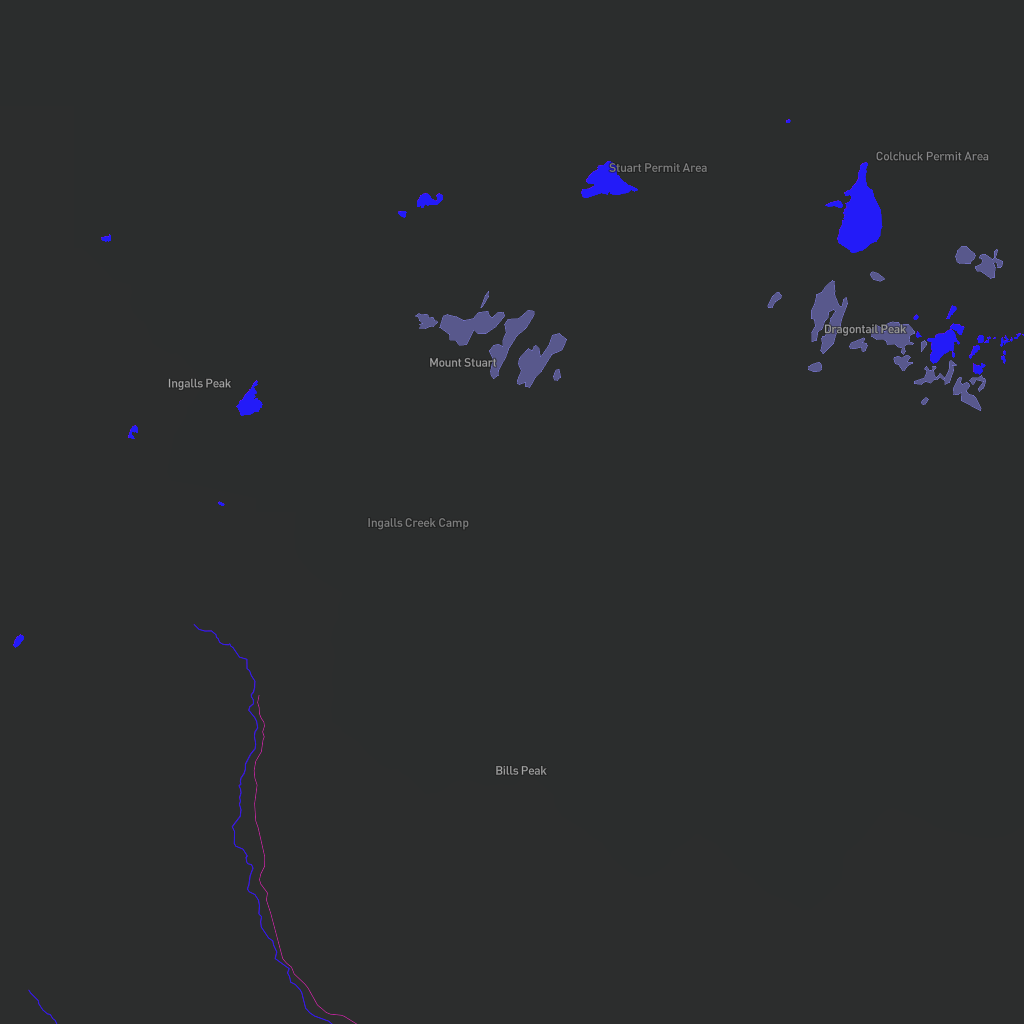 Colchuck Permit Area
Stuart Permit Area
Dragontail Peak
Mount Stuart
Ingalls Peak
Ingalls Creek Camp
Bills Peak